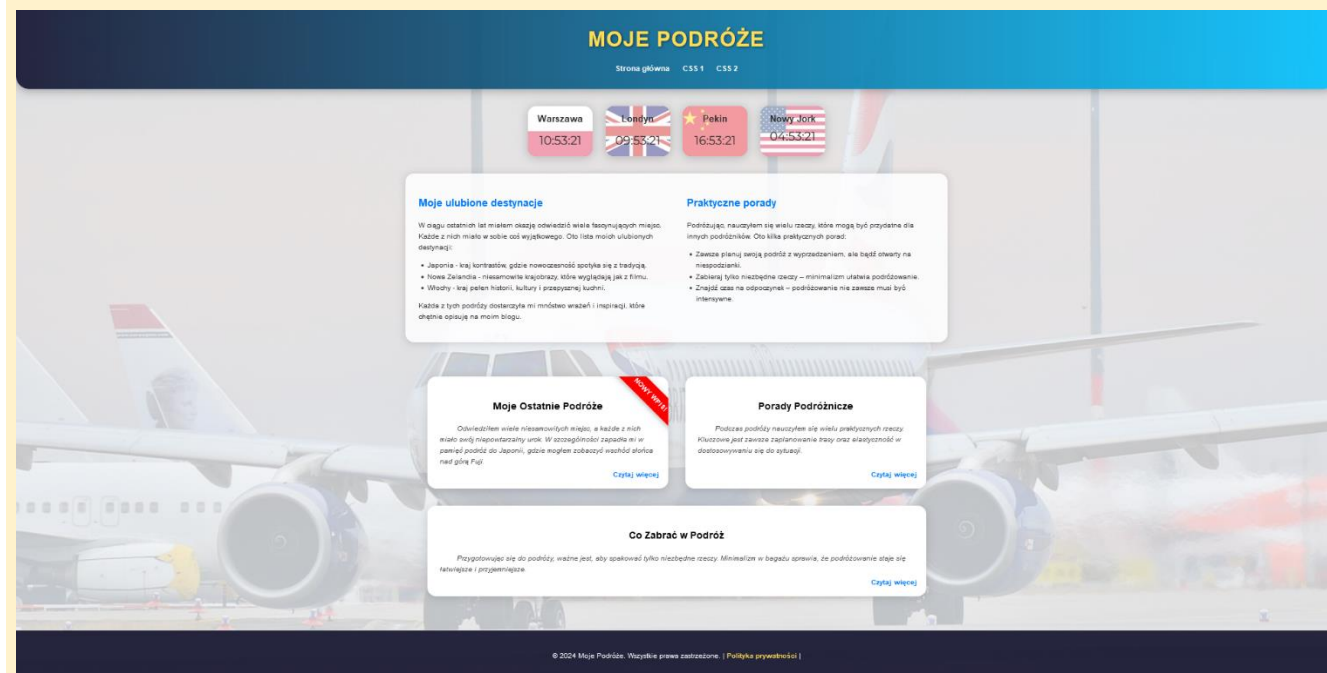 MOJE PODRÓŻE
Strona główna CSS 1 CSS 2
Warszawa
10:53:21
Londyn
09:53:21
Pekin
16:53:21
Nowy Jork
04:53:21
Moje ulubione destynacje
W ciągu ostatnich lat miałem okazję odwiedzić wiele fascynujących miejsc.
Każde z nich miało w sobie coś wyjątkowego. Oto lista moich ulubionych
destynacji:
• Japonia - kraj kontrastów, gdzie nowoczesność spotyka się z tradycją.
• Nowa Zelandia - niesamowite krajobrazy, które wyglądają jak z filmu.
• Włochy - kraj pełen historii, kultury i przepysznej kuchni.
Każda z tych podróży dostarczyła mi mnóstwo wrażeń i inspiracji, które
chętnie opisuję na moim blogu.
Praktyczne porady
Podróżując, nauczyłem się wielu rzeczy, które mogą być przydatne dla
innych podróżników. Oto kilka praktycznych porad:
• Zawsze planuj swoją podróż z wyprzedzeniem, ale bądź otwarty na
niespodzianki.
• Zabieraj tylko niezbędne rzeczy – minimalizm ułatwia podróżowanie.
• Znajdź czas na odpoczynek – podróżowanie nie zawsze musi być
intensywne.
NOWY WPIS!
Moje Ostatnie Podróże
Odwiedziłem wiele niesamowitych miejsc, a każde z nich
miało swój niepowtarzalny urok. W szczególności zapadła mi w
pamięć podróż do Japonii, gdzie mogłem zobaczyć wschód słońca
nad górą Fuji.
Czytaj więcej
Porady Podróżnicze
Podczas podróży nauczyłem się wielu praktycznych rzeczy.
Kluczowe jest zawsze zaplanowanie trasy oraz elastyczność w
dostosowywaniu się do sytuacji.
Czytaj więcej
Co Zabrać w Podróż
Przygotowując się do podróży, ważne jest, aby spakować tylko niezbędne rzeczy. Minimalizm w bagażu sprawia, że podróżowanie staje się
łatwiejsze i przyjemniejsze.
Czytaj więcej
© 2024 Moje Podróże. Wszystkie prawa zastrzeżone. | Polityka prywatności |